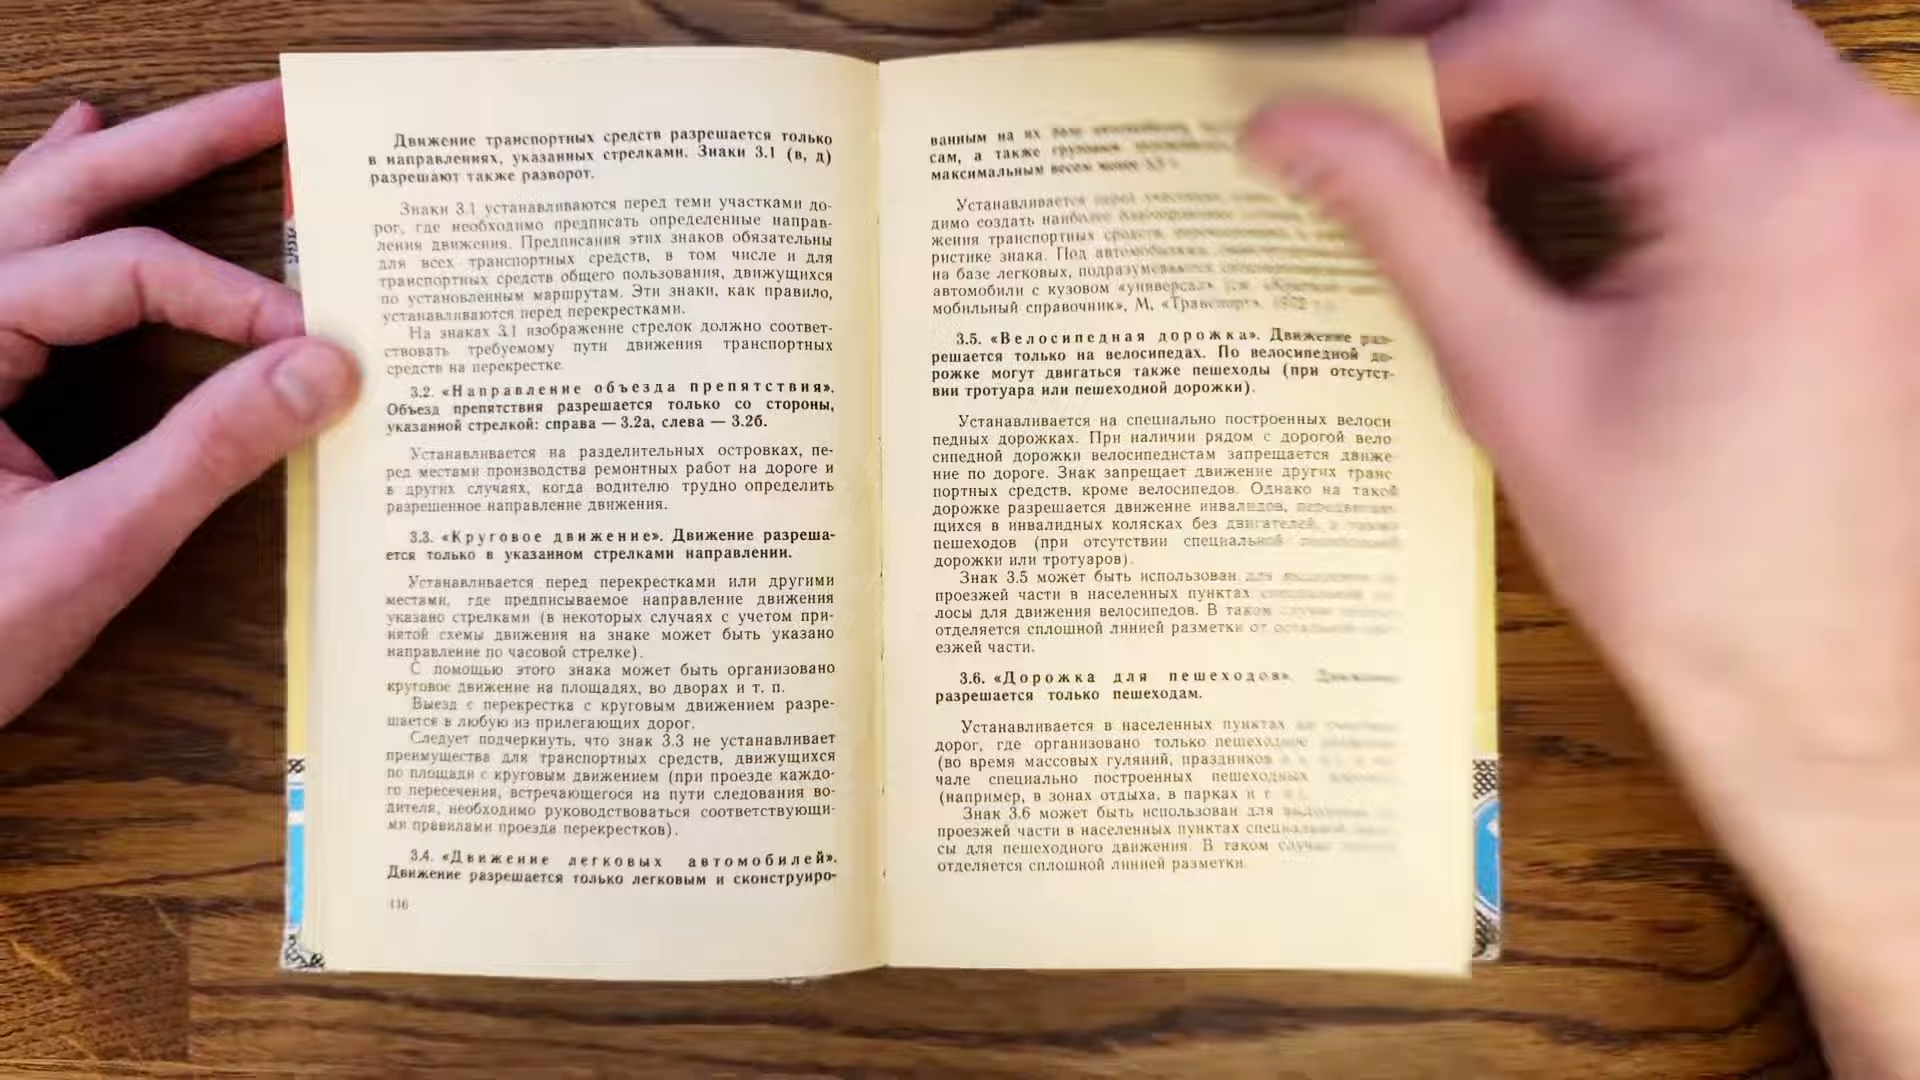 Движение транспортных средств разрешается только
в направлениях, указанных стрелками. Знаки 3.1 (в, д)
разрешают также разворот.
Знаки 3.1 устанавливаются перед теми участками до-
рог, где необходимо предписать определенные направ-
ления движения. Предписания этих знаков обязательны
для всех транспортных средств, в том числе и для
транспортных средств общего пользования, движущихся
по установленным маршрутам. Эти знаки, как правило,
устанавливаются перед перекрестками.
На знаках 3.1 изображение стрелок должно соответ-
ствовать требуемому пути движения транспортных
средств на перекрестке.
3.2. «Направление объезда препятствия».
Объезд препятствия разрешается только со стороны,
указанной стрелкой: справа — 3.2а, слева — 3.2б.
Устанавливается на разделительных островках, пе-
ред местами производства ремонтных работ на дороге и
в других случаях, когда водителю трудно определить
разрешенное направление движения.
3.3. «Круговое движение». Движение разреша-
ется только в указанном стрелками направлении.
Устанавливается перед перекрестками или другими
местами, где предписываемое направление движения
указано стрелками (в некоторых случаях с учетом при-
нятой схемы движения на знаке может быть указано
направление по часовой стрелке).
С помощью этого знака может быть организовано
круговое движение на площадях, во дворах и т. п.
Выезд с перекрестка с круговым движением разре-
шается в любую из прилегающих дорог.
Следует подчеркнуть, что знак 3.3 не устанавливает
преимущества для транспортных средств, движущихся
по площади с круговым движением (при проезде каждо-
го пересечения, встречающегося на пути следования во-
дителя, необходимо руководствоваться соответствующи-
ми правилами проезда перекрестков).
3.4. «Движение легковых автомобилей».
Движение разрешается только легковым и сконструиро-
116
ванным на их базе
сам, а также грузовым
максимальным весом
Устанавливается перед
димо создать наиболее
жения транспортных средств,
ристике знака. Под автомобилями,
на базе легковых, подразумеваются
автомобили с кузовом «универсал»
мобильный справочник», М, «Транспорт»,
3.5. «Велосипедная дорожка». Движение раз-
решается только на велосипедах. По велосипедной до-
рожке могут двигаться также пешеходы (при отсутст-
вии тротуара или пешеходной дорожки).
Устанавливается на специально построенных велоси
педных дорожках. При наличии рядом с дорогой вело
сипедной дорожки велосипедистам запрещается движе-
ние по дороге. Знак запрещает движение других транс
портных средств, кроме велосипедов. Однако на такой
дорожке разрешается движение инвалидов,
щихся в инвалидных колясках без двигателей, а также
пешеходов (при отсутствии специальной
дорожки или тротуаров).
Знак 3.5 может быть использован для
проезжей части в населенных пунктах
лосы для движения велосипедов. В таком случае
отделяется сплошной линией разметки от остальной
езжей части.
3.6. «Дорожка для пешеходов». Движение
разрешается только пешеходам.
Устанавливается в населенных пунктах
дорог, где организовано только пешеходное
(во время массовых гуляний, праздников
чале специально построенных пешеходных
(например, в зонах отдыха, в парках и т.
Знак 3.6 может быть использован для
проезжей части в населенных пунктах специальной
сы для пешеходного движения. В таком случае
отделяется сплошной линией разметки